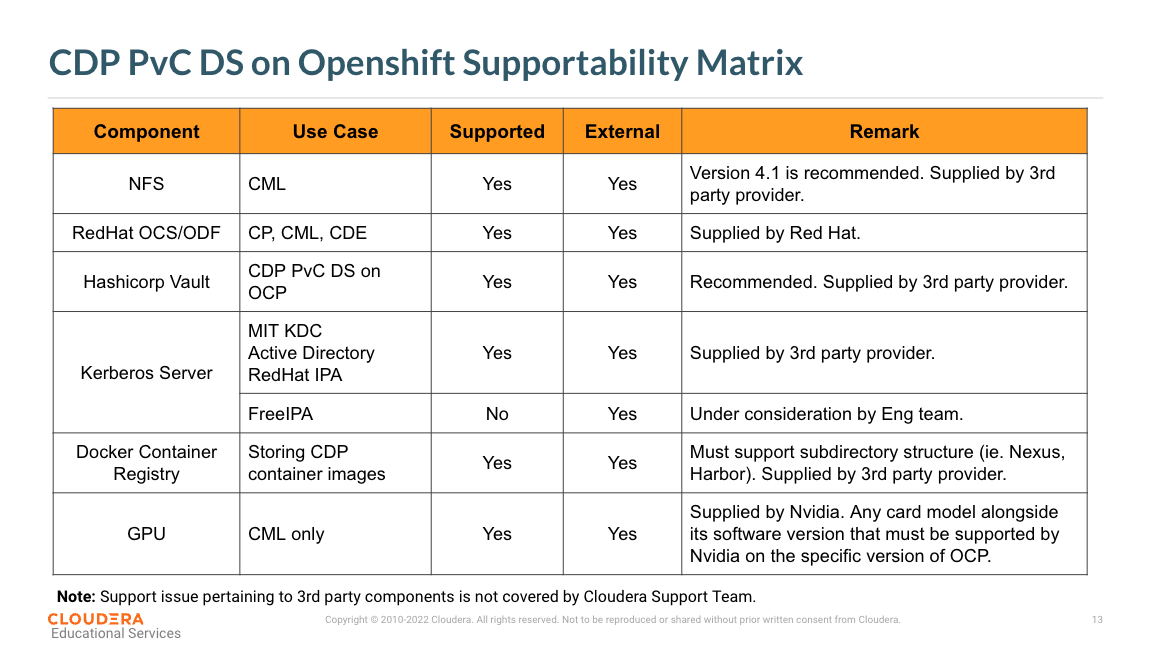 CDP PvC DS on Openshift Supportability Matrix
Component Use Case Supported External Remark
NFS CML Yes Yes Version 4.1 is recommended. Supplied by 3rd
party provider.
RedHat OCS/ODF CP, CML, CDE Yes Yes Supplied by Red Hat.
Hashicorp Vault CDP PvC DS on
OCP Yes Yes Recommended. Supplied by 3rd party provider.
Kerberos Server MIT KDC
Active Directory
RedHat IPA Yes Yes Supplied by 3rd party provider.
FreeIPA No Yes Under consideration by Eng team.
Docker Container
Registry Storing CDP
container images Yes Yes Must support subdirectory structure (ie. Nexus,
Harbor). Supplied by 3rd party provider.
GPU CML only Yes Yes Supplied by Nvidia. Any card model alongside
its software version that must be supported by
Nvidia on the specific version of OCP.
Note: Support issue pertaining to 3rd party components is not covered by Cloudera Support Team.
CLOUDERA
Educational Services
Copyright © 2010-2022 Cloudera. All rights reserved. Not to be reproduced or shared without prior written consent from Cloudera.
13